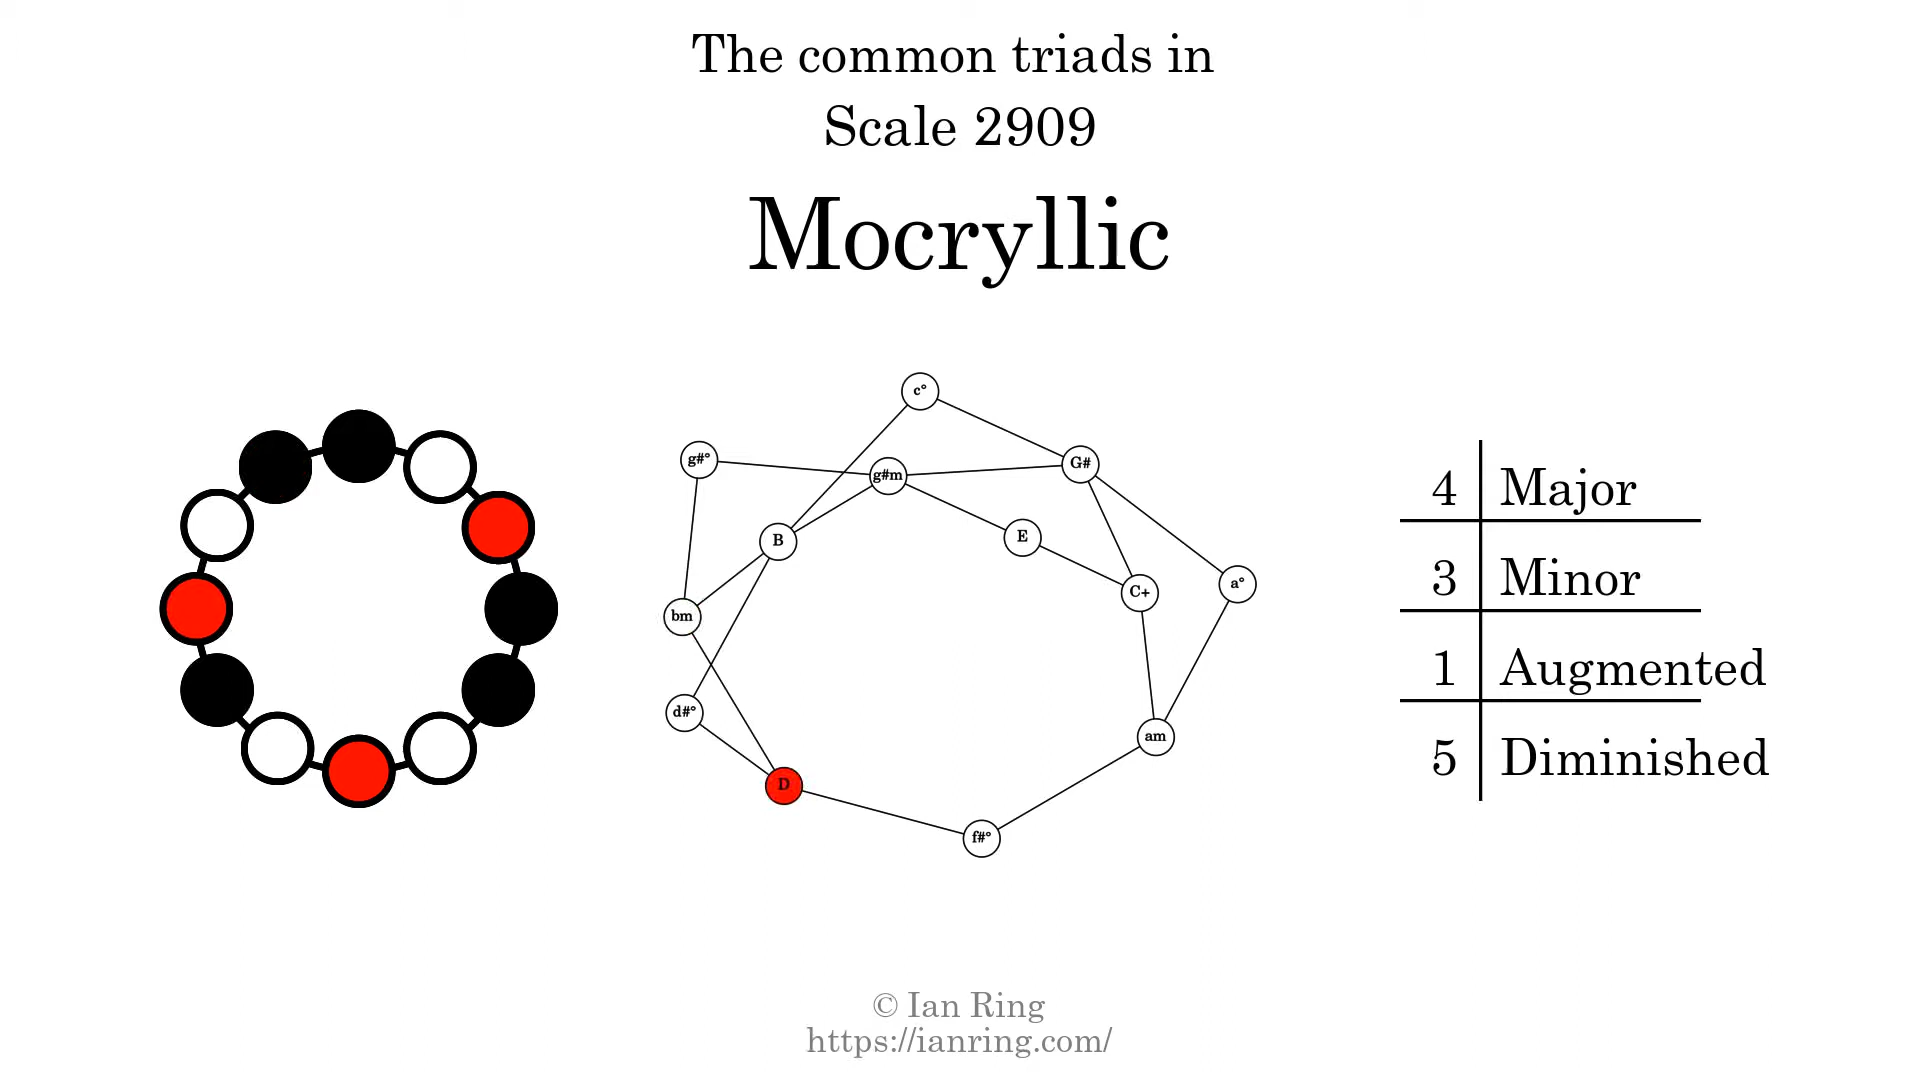 The common triads in
Scale 2909
Mocryllic
c°
g#°
g#m
G#
B
E
C+
a°
bm
d#°
am
D
f#°
4 Major
3 Minor
1 Augmented
5 Diminished
© Ian Ring
https://ianring.com/